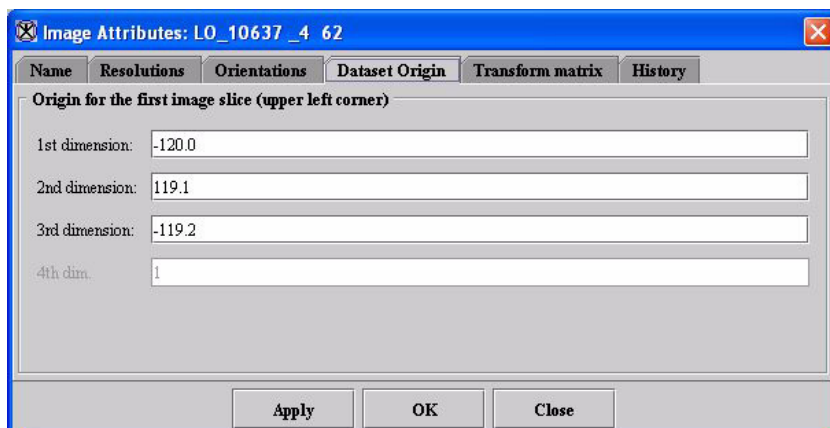 Image Attributes: LO_10637 _4 62
Name Resolutions Orientations Dataset Origin Transform matrix History
Origin for the first image slice (upper left corner)
1st dimension: -120.0
2nd dimension: 119.1
3rd dimension: -119.2
4th dim. 1
Apply OK Close